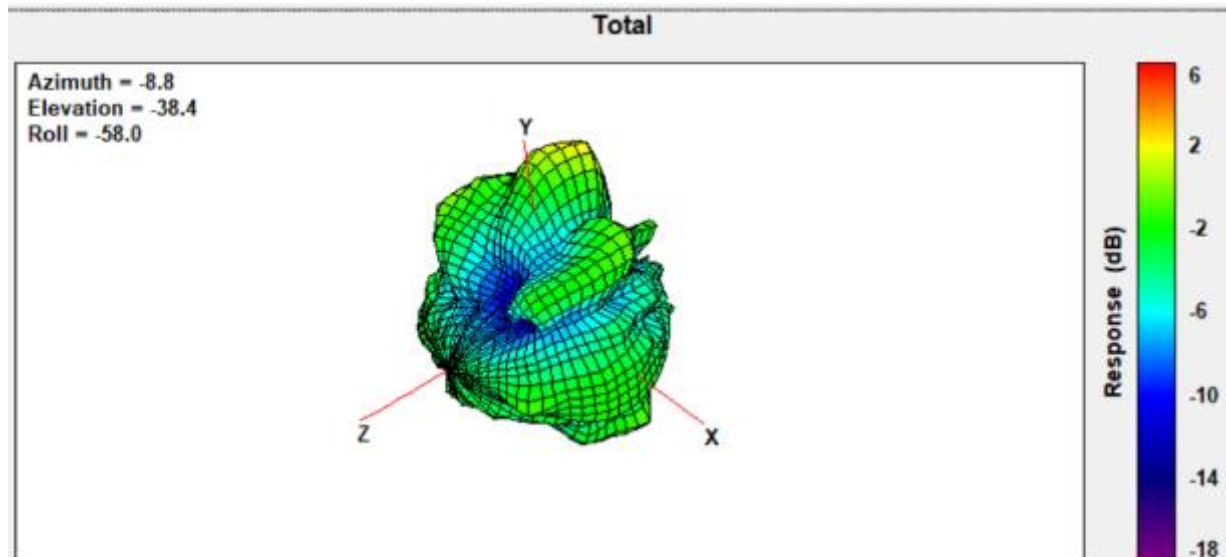 Total
Azimuth = -8.8
Elevation = -38.4
Roll = -58.0
Y
Z
X
6
2
-2
-6
-10
-14
-18
Response (dB)